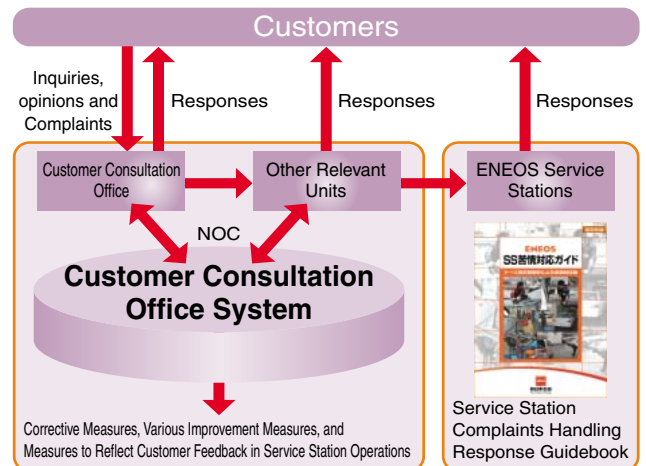 Customers
Inquiries,
opinions and
Complaints
Responses
Responses
Responses
Customer Consultation
Office
Other Relevant
Units
ENEOS Service
Stations
NOC
Customer Consultation
Office System
ENEOS
SS苦情対応ガイド
Corrective Measures, Various Improvement Measures, and
Measures to Reflect Customer Feedback in Service Station Operations
Service Station
Complaints Handling
Response Guidebook